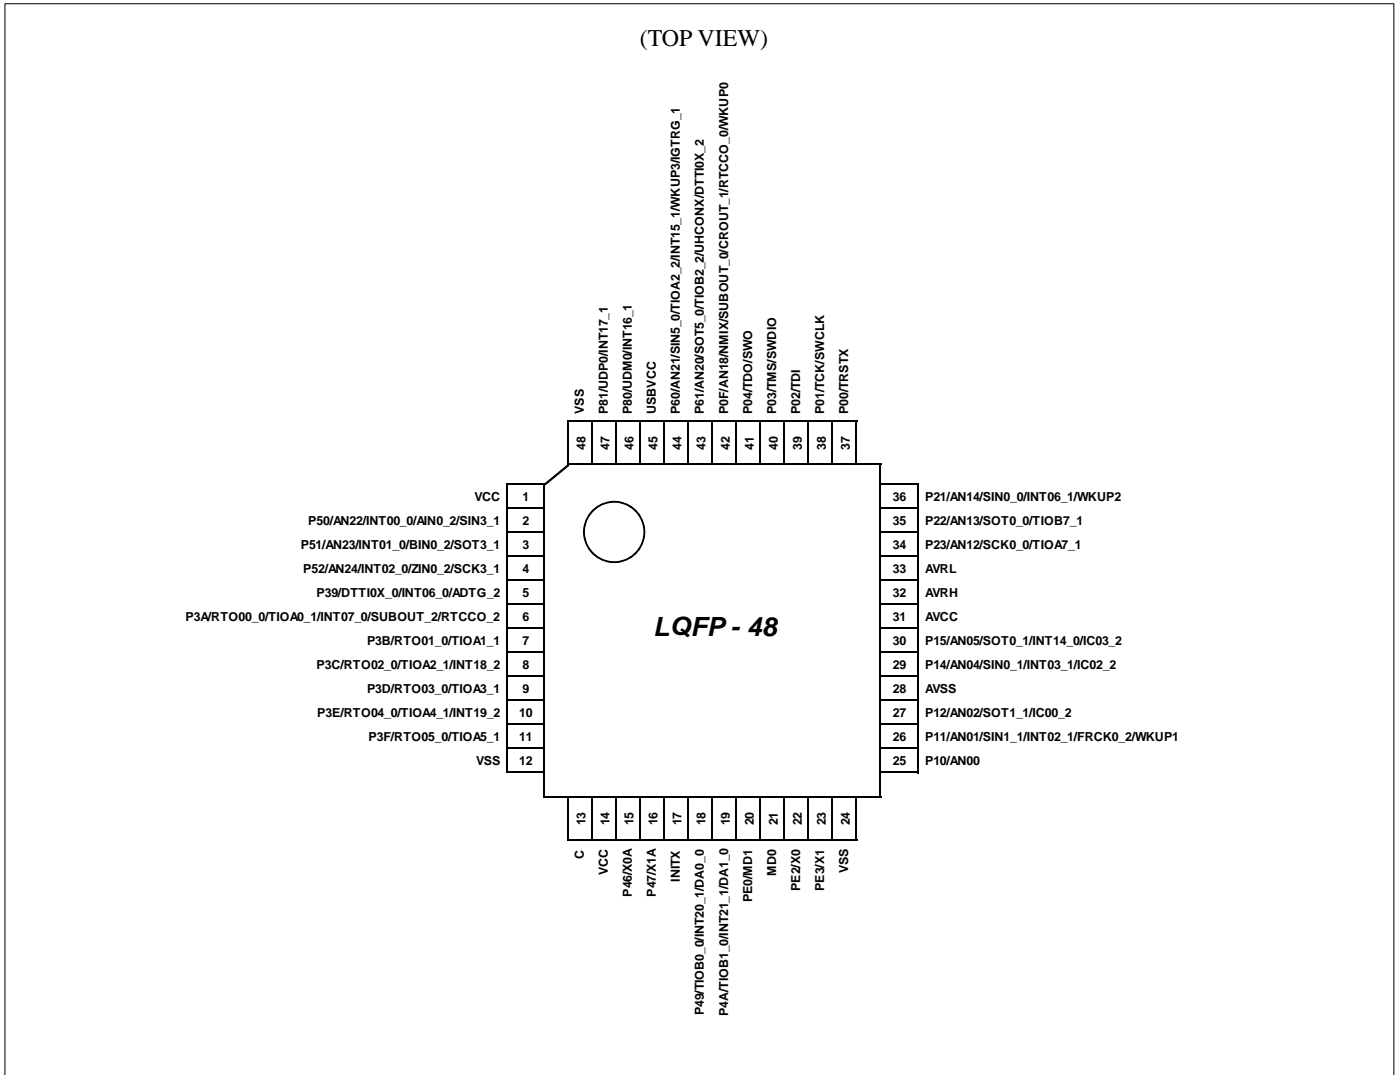 (TOP VIEW)
VSS
P81/UDP0/INT17_1
P80/UDM0/INT16_1
USBVCC
P60/AN21/SIN5_0/TIOA2_2/INT15_1/WKUP3/IGTRG_1
P61/AN20/SOT5_0/TIOB2_2/UHCONX/DTTI0X_2
P0F/AN18/NMIX/SUBOUT_0/CROUT_1/RTCCO_0/WKUP0
P04/TDO/SWO
P03/TMS/SWDIO
P02/TDI
P01/TCK/SWCLK
P00/TRSTX
48
47
46
45
44
43
42
41
40
39
38
37
VCC 1
P50/AN22/INT00_0/AIN0_2/SIN3_1 2
P51/AN23/INT01_0/BIN0_2/SOT3_1 3
P52/AN24/INT02_0/ZIN0_2/SCK3_1 4
P39/DTTI0X_0/INT06_0/ADTG_2 5
P3A/RTO00_0/TIOA0_1/INT07_0/SUBOUT_2/RTCCO_2 6
P3B/RTO01_0/TIOA1_1 7
P3C/RTO02_0/TIOA2_1/INT18_2 8
P3D/RTO03_0/TIOA3_1 9
P3E/RTO04_0/TIOA4_1/INT19_2 10
P3F/RTO05_0/TIOA5_1 11
VSS 12
LQFP - 48
36 P21/AN14/SIN0_0/INT06_1/WKUP2
35 P22/AN13/SOT0_0/TIOB7_1
34 P23/AN12/SCK0_0/TIOA7_1
33 AVRL
32 AVRH
31 AVCC
30 P15/AN05/SOT0_1/INT14_0/IC03_2
29 P14/AN04/SIN0_1/INT03_1/IC02_2
28 AVSS
27 P12/AN02/SOT1_1/IC00_2
26 P11/AN01/SIN1_1/INT02_1/FRCK0_2/WKUP1
25 P10/AN00
13
14
15
16
17
18
19
20
21
22
23
24
C
VCC
P46/X0A
P47/X1A
INITX
P49/TIOB0_0/INT20_1/DA0_0
P4A/TIOB1_0/INT21_1/DA1_0
PE0/MD1
MD0
PE2/X0
PE3/X1
VSS